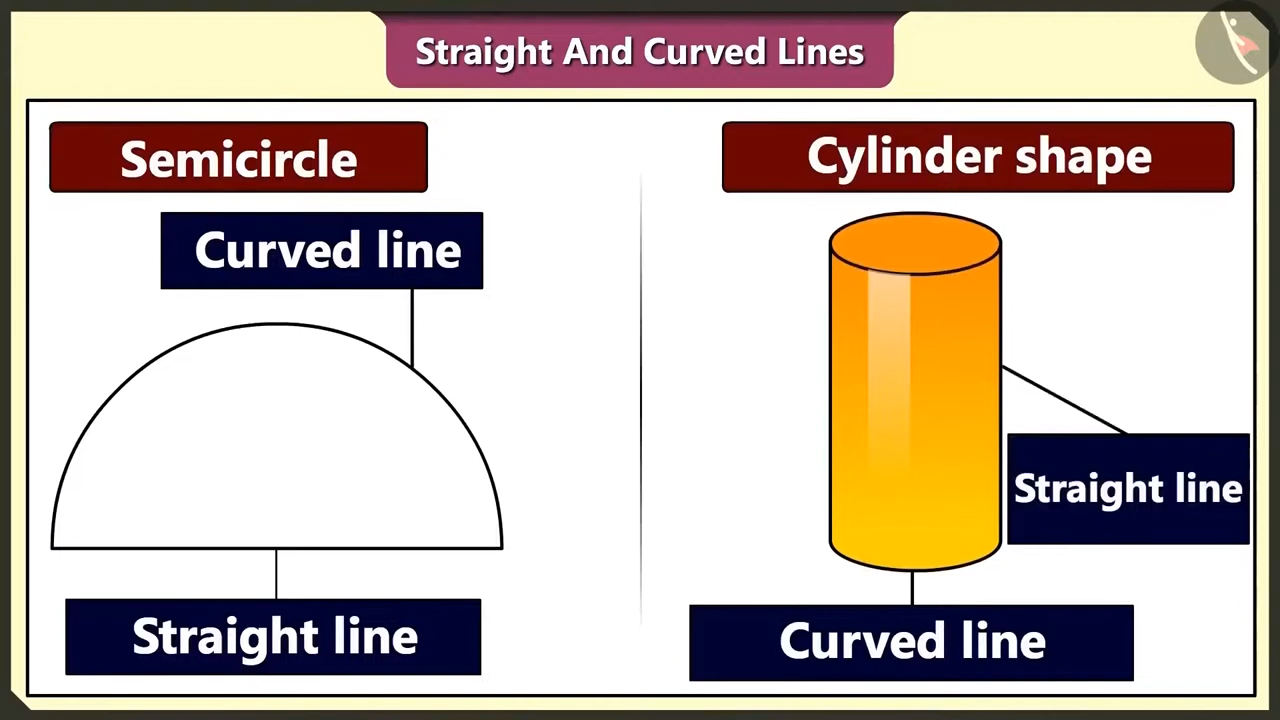 Straight And Curved Lines
Semicircle
Curved line
Straight line
Cylinder shape
Straight line
Curved line